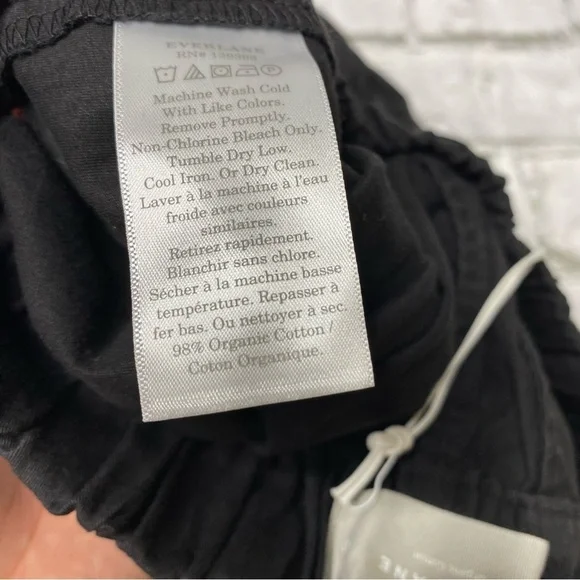 EVERLANE
Machine Wash Cold
With Like Colors.
Remove Promptly.
Non-Chlorine Bleach Only.
Tumble Dry Low.
Cool Iron. Or Dry Clean.
Laver à la machine à l'eau
froide avec couleurs
similaires.
Retirez rapidement.
Blanchir sans chlore.
Sécher à la machine basse
température. Repasser à
fer bas. Ou nettoyer à sec.
98% Organic Cotton /
Coton Organique.